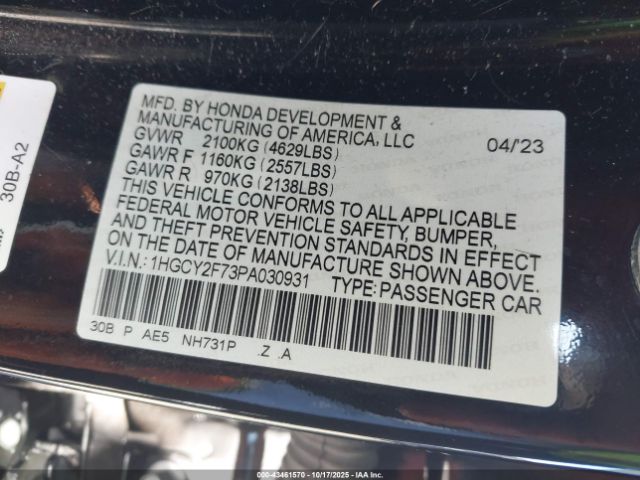 MFD. BY HONDA DEVELOPMENT &
MANUFACTURING OF AMERICA, LLC 04/23
GVWR 2100KG (4629LBS)
GAWR F 1160KG (2557LBS)
GAWR R 970KG (2138LBS)
THIS VEHICLE CONFORMS TO ALL APPLICABLE
FEDERAL MOTOR VEHICLE SAFETY, BUMPER,
AND THEFT PREVENTION STANDARDS IN EFFECT
ON THE DATE OF MANUFACTURE SHOWN ABOVE.
V.I.N.: 1HGCY2F73PA030931 TYPE: PASSENGER CAR
30B P AE5 NH731P .Z .A
30B-A2
000-43461570 10/17/2025 - Copyright IAA